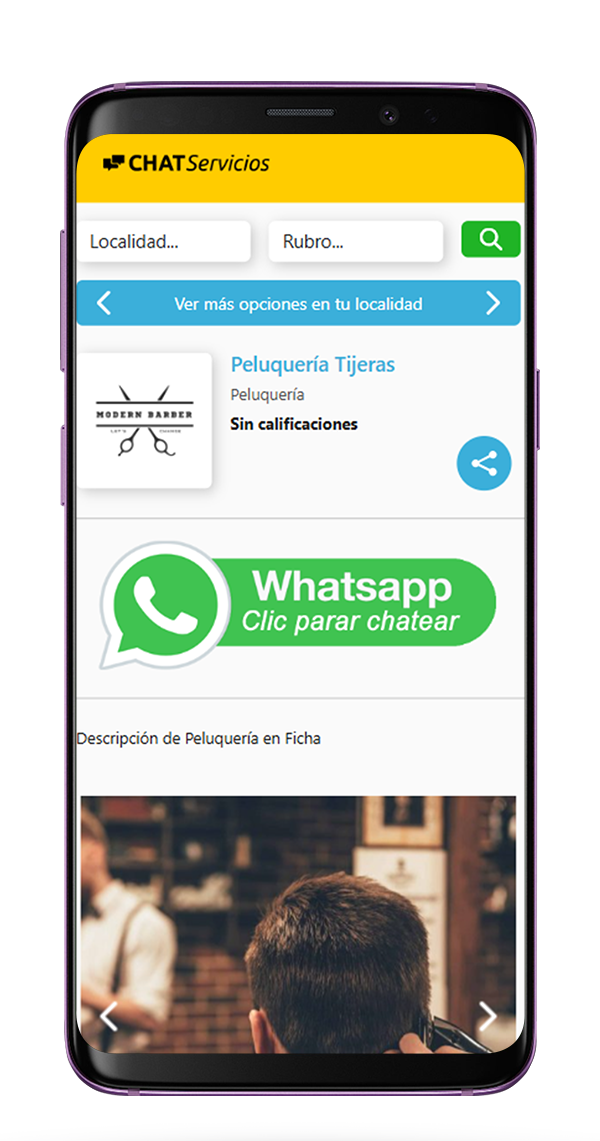 CHATServicios
Localidad...
Rubro...
Ver más opciones en tu localidad
Peluquería Tijeras
Peluquería
Sin calificaciones
MODERN BARBER
LET'S CHANGE
Whatsapp
Clic parar chatear
Descripción de Peluquería en Ficha